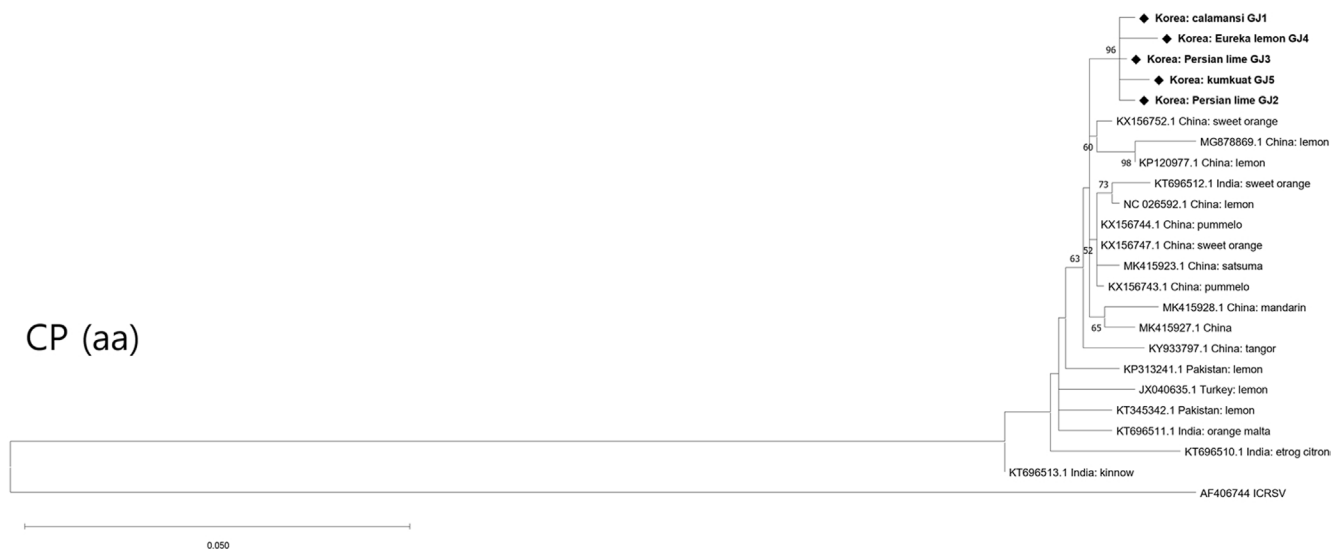 Korea: calamansi GJ1
Korea: Eureka lemon GJ4
96
Korea: Persian lime GJ3
Korea: kumkuat GJ5
Korea: Persian lime GJ2
KX156752.1 China: sweet orange
MG878869.1 China: lemon
60
98 KP120977.1 China: lemon
73 KT696512.1 India: sweet orange
NC 026592.1 China: lemon
KX156744.1 China: pummelo
KX156747.1 China: sweet orange
52
63
MK415923.1 China: satsuma
KX156743.1 China: pummelo
MK415928.1 China: mandarin
65 MK415927.1 China
CP (aa)
KY933797.1 China: tangor
KP313241.1 Pakistan: lemon
JX040635.1 Turkey: lemon
KT345342.1 Pakistan: lemon
KT696511.1 India: orange malta
KT696510.1 India: etrog citron
KT696513.1 India: kinnow
AF406744 ICRSV
0.050